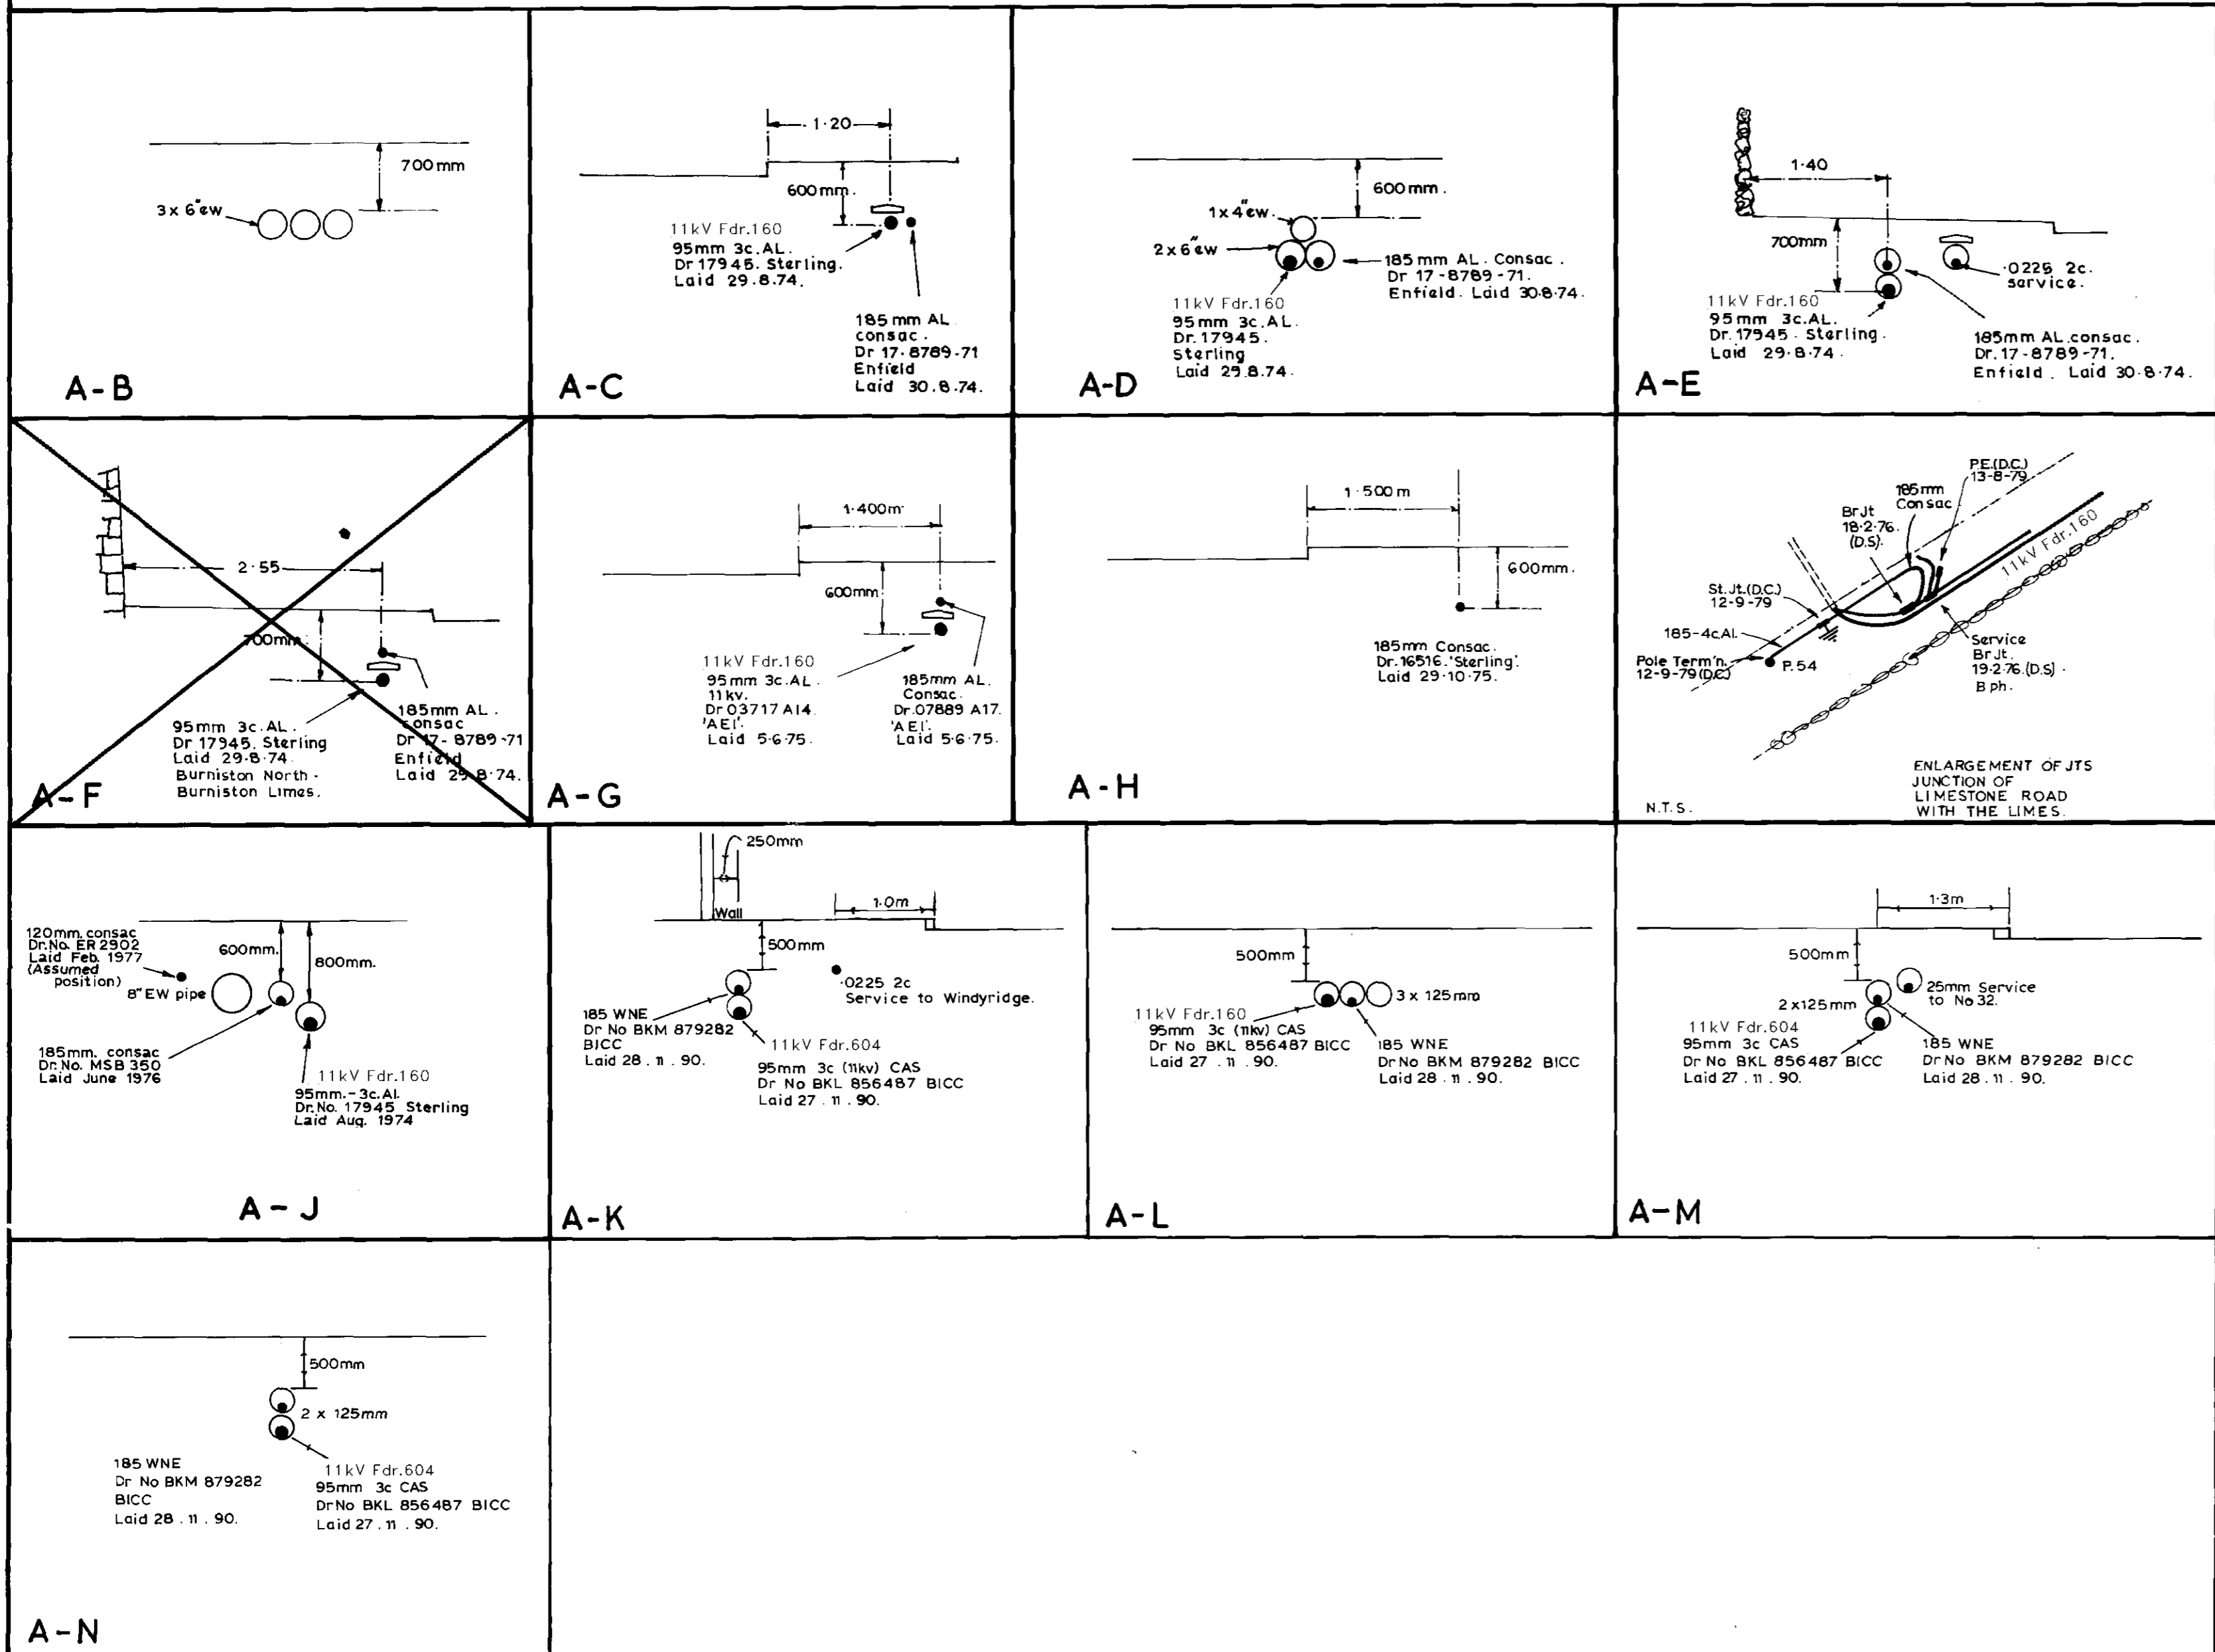 700mm
3x 6"ew
A-B
1·20
600mm.
11kV Fdr.160
95mm 3c.AL.
Dr 17945. Sterling.
Laid 29.8.74.
185mm AL
consac.
Dr 17-8789-71
Enfield
Laid 30.8.74.
A-C
600mm.
1x4"ew.
2x6"ew
185mm AL. Consac.
Dr 17-8789-71.
Enfield. Laid 30·8·74.
11kV Fdr.160
95mm 3c.AL.
Dr.17945.
Sterling
Laid 29.8.74.
A-D
1·40
700mm
·0225 2c.
service.
11kV Fdr.160
95mm 3c.AL.
Dr.17945. Sterling.
Laid 29·8·74.
185mm AL.consac.
Dr.17-8789-71.
Enfield. Laid 30·8·74.
A-E
2·55
700mm.
95mm 3c.AL.
Dr 17945. Sterling
Laid 29·8·74.
Burniston North-
Burniston Limes.
185mm AL.
consac
Dr 17-8789-71
Enfield
Laid 29·8·74.
A-F
1·400m
600mm
11kV Fdr.160
95mm 3c.AL.
11kv.
Dr 03717 A14.
'AEI'.
Laid 5·6·75.
185mm AL.
Consac.
Dr.07889 A17.
'AEI'.
Laid 5·6·75.
A-G
1·500m
600mm.
185mm Consac.
Dr.16516.'Sterling'.
Laid 29·10·75.
A-H
P.E.(D.C.)
13-8-79
185mm
Consac
BrJt
18·2·76.
(D.S).
11kV Fdr.160
St.Jt.(D.C.)
12-9-79
185-4c.Al.
Pole Term'n.
12-9-79(D.C.)
P.54
Service
Br.Jt.
19·2·76.(D.S).
B ph.
N.T.S.
ENLARGEMENT OF JTS
JUNCTION OF
LIMESTONE ROAD
WITH THE LIMES.
120mm.consac
Dr.No. ER 2902
Laid Feb. 1977
(Assumed
position)
8"EW pipe
600mm.
800mm.
185mm. consac
Dr.No. MSB 350
Laid June 1976
11kV Fdr.160
95mm.-3c.Al.
Dr.No. 17945 Sterling
Laid Aug. 1974
A-J
250mm
Wall
1·0m
500mm
·0225 2c
Service to Windyridge.
185 WNE
Dr No BKM 879282
BICC
Laid 28.11.90.
11kV Fdr.604
95mm 3c (11kv) CAS
Dr No BKL 856487 BICC
Laid 27.11.90.
A-K
500mm
3 x 125mm
11kV Fdr.160
95mm 3c (11kv) CAS
Dr No BKL 856487 BICC
Laid 27.11.90.
185 WNE
Dr No BKM 879282 BICC
Laid 28.11.90.
A-L
1·3m
500mm
2 x125mm
25mm Service
to No 32.
11kV Fdr.604
95mm 3c CAS
Dr No BKL 856487 BICC
Laid 27.11.90.
185 WNE
Dr No BKM 879282 BICC
Laid 28.11.90.
A-M
500mm
2 x 125mm
185 WNE
Dr No BKM 879282
BICC
Laid 28.11.90.
11kV Fdr.604
95mm 3c CAS
Dr No BKL 856487 BICC
Laid 27.11.90.
A-N